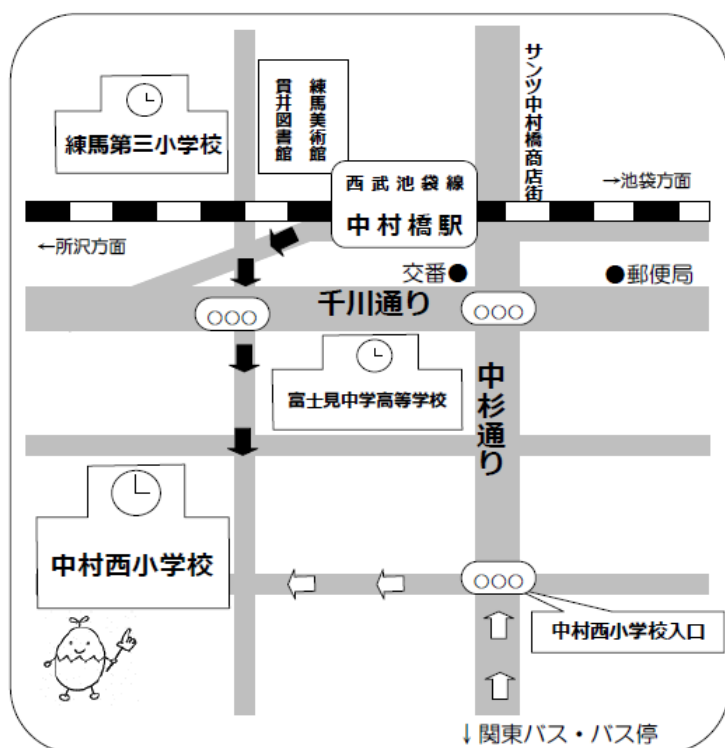 サンツ中村橋商店街
練馬美術館
貫井図書館
練馬第三小学校
西武池袋線
中村橋駅
→池袋方面
←所沢方面
交番●
●郵便局
千川通り
○○○
○○○
富士見中学高等学校
中杉通り
中村西小学校
○○○
中村西小学校入口
↓関東バス・バス停